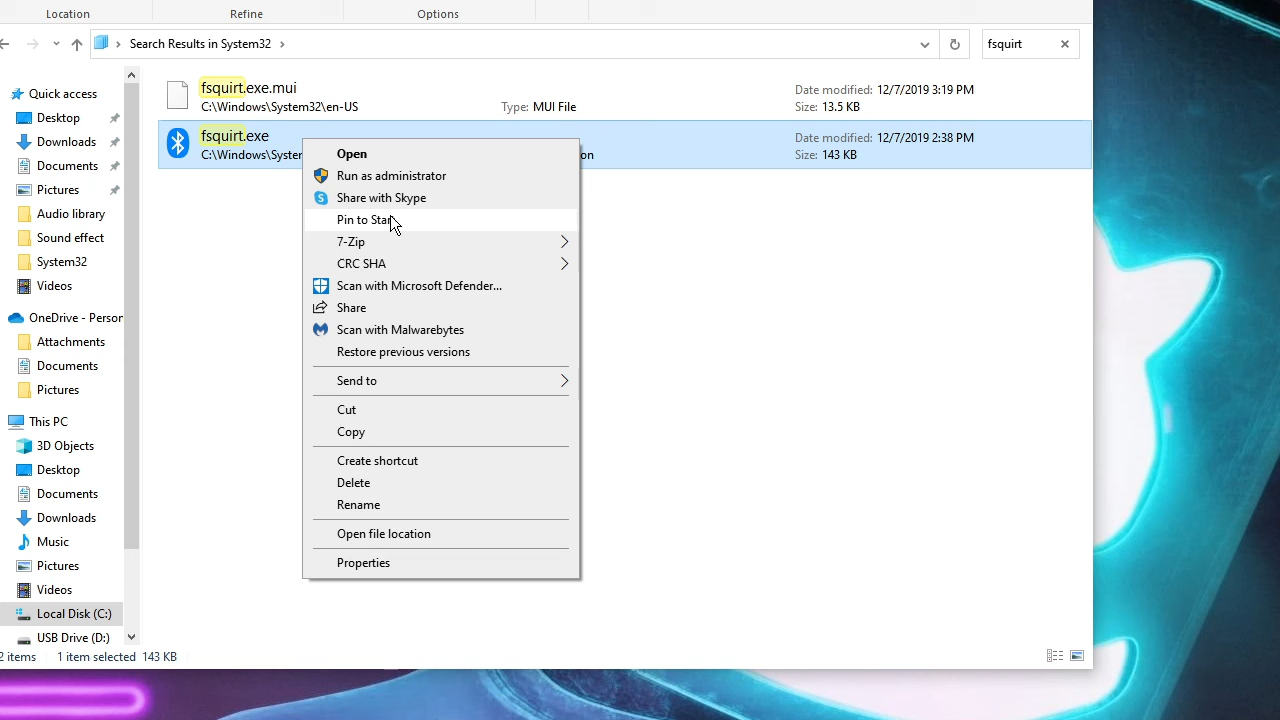 Location
Refine
Options
Search Results in System32
fsquirt
Quick access
Desktop
Downloads
Documents
Pictures
Audio library
Sound effect
System32
Videos
OneDrive - Person
Attachments
Documents
Pictures
This PC
3D Objects
Desktop
Documents
Downloads
Music
Pictures
Videos
Local Disk (C:)
USB Drive (D:)
fsquirt.exe.mui
C:\Windows\System32\en-US
Type: MUI File
Date modified: 12/7/2019 3:19 PM
Size: 13.5 KB
fsquirt.exe
C:\Windows\System
on
Date modified: 12/7/2019 2:38 PM
Size: 143 KB
Open
Run as administrator
Share with Skype
Pin to Start
7-Zip
CRC SHA
Scan with Microsoft Defender...
Share
Scan with Malwarebytes
Restore previous versions
Send to
Cut
Copy
Create shortcut
Delete
Rename
Open file location
Properties
2 items 1 item selected 143 KB